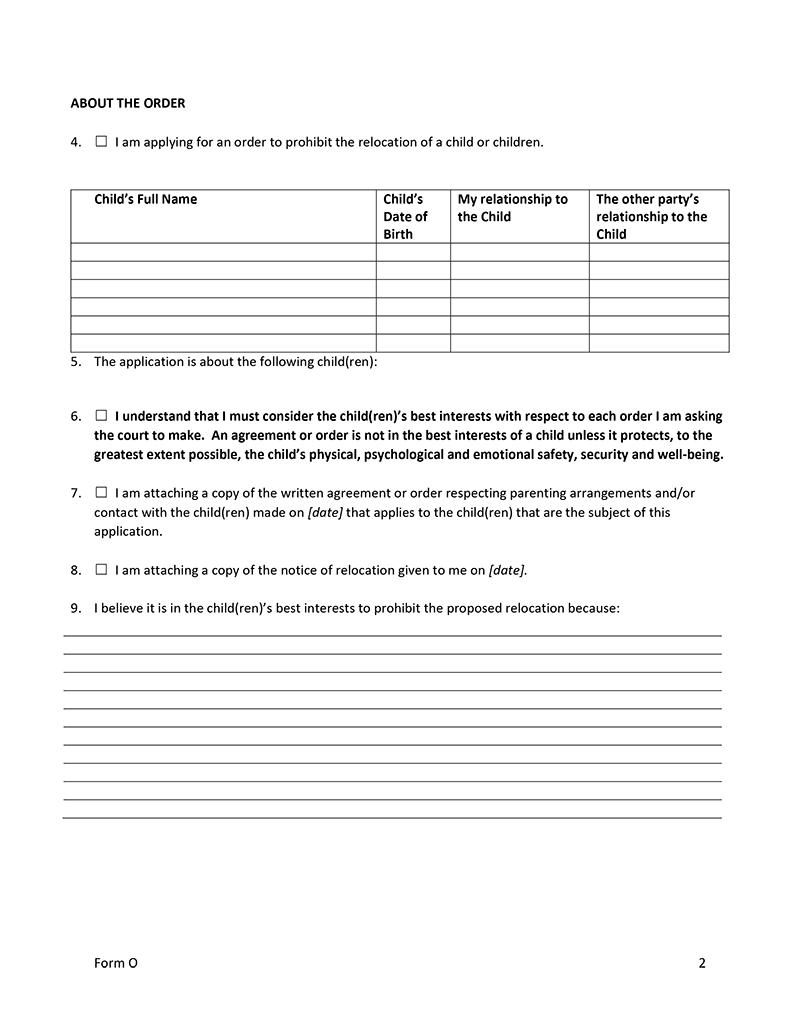 ABOUT THE ORDER
4. ☐ I am applying for an order to prohibit the relocation of a child or children.
Child's Full Name
Child's Date of Birth
My relationship to the Child
The other party's relationship to the Child
5. The application is about the following child(ren):
6. ☐ I understand that I must consider the child(ren)'s best interests with respect to each order I am asking
the court to make. An agreement or order is not in the best interests of a child unless it protects, to the
greatest extent possible, the child's physical, psychological and emotional safety, security and well-being.
7. ☐ I am attaching a copy of the written agreement or order respecting parenting arrangements and/or
contact with the child(ren) made on [date] that applies to the child(ren) that are the subject of this
application.
8. ☐ I am attaching a copy of the notice of relocation given to me on [date].
9. I believe it is in the child(ren)'s best interests to prohibit the proposed relocation because:
Form O 2